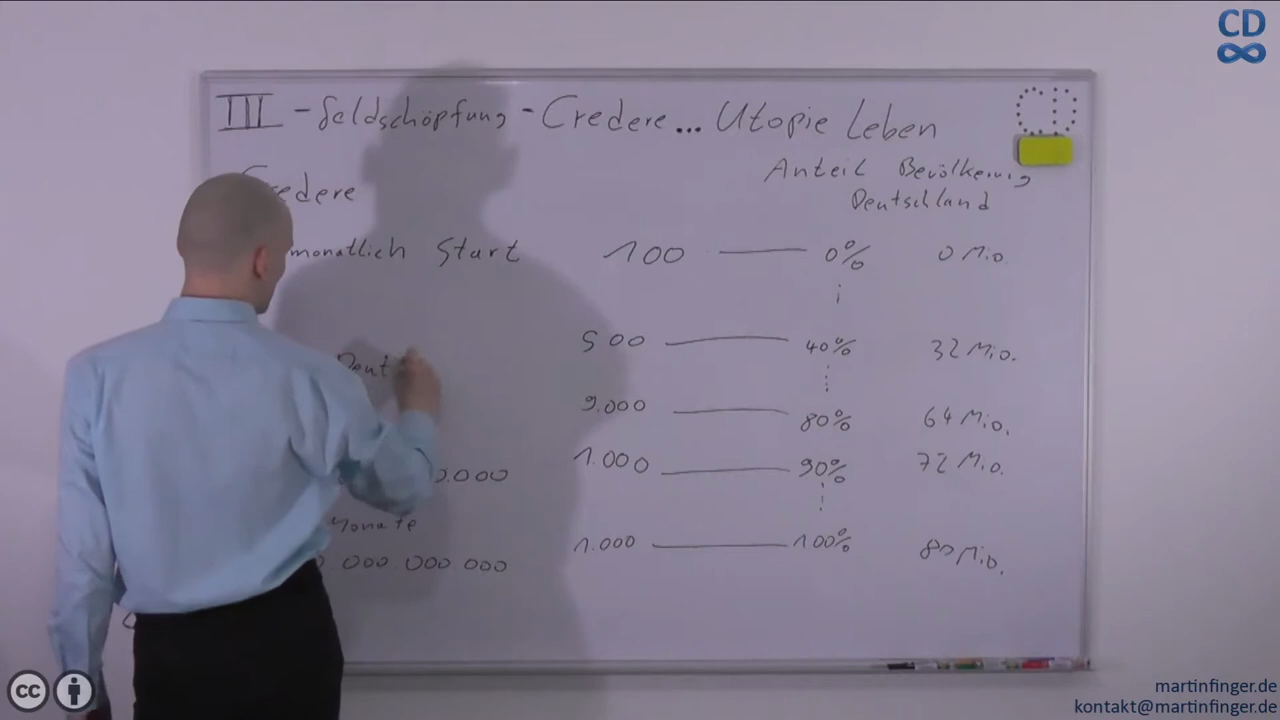 CD
III - Geldschöpfung - Credere... Utopie Leben
Anteil Bevölkerung
Deutschland
Credere
monatlich Start 100 — 0% 0 Mio.
500 — 40% 32 Mio.
Deut
9.000 — 80% 64 Mio.
1.000 — 90% 72 Mio.
0.000
Monate
1.000 — 100% 80 Mio.
000 000 000
cc
martinfinger.de
kontakt@martinfinger.de